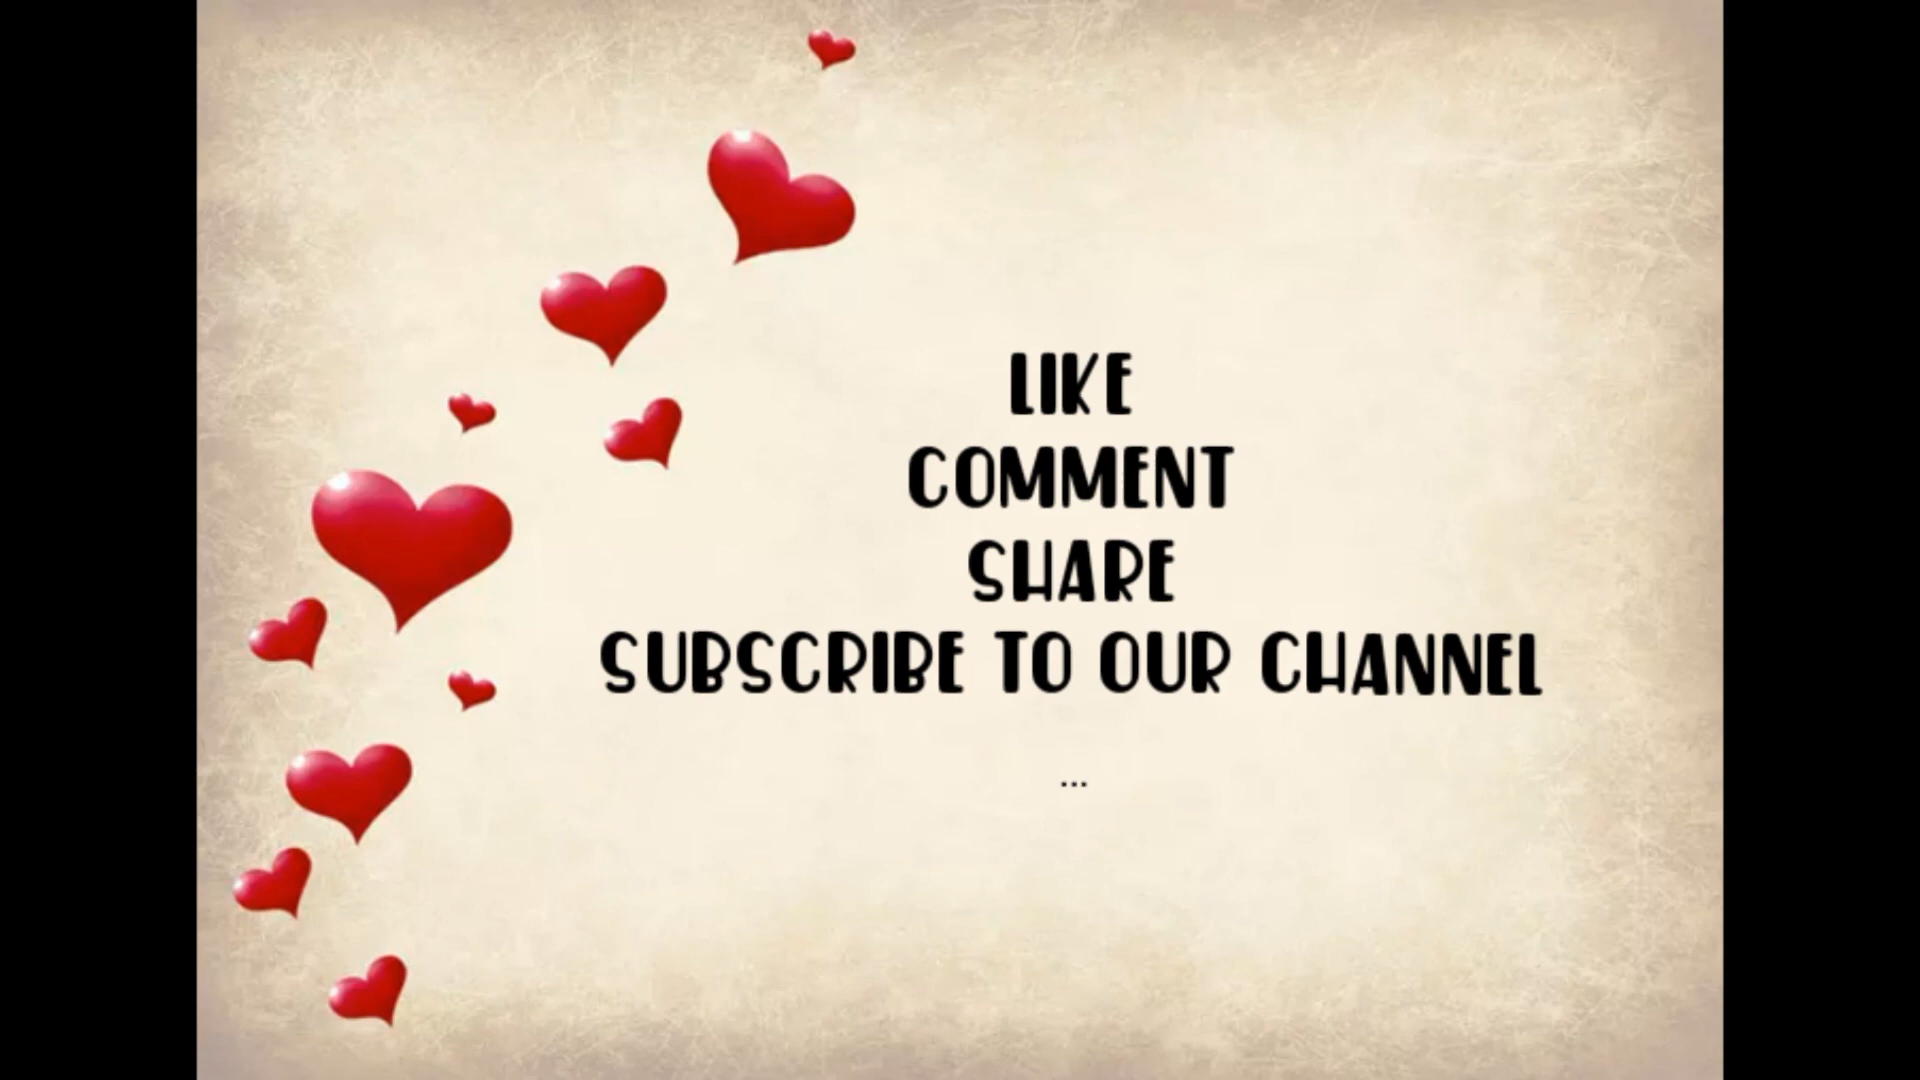 LIKE
COMMENT
SHARE
SUBSCRIBE TO OUR CHANNEL
...